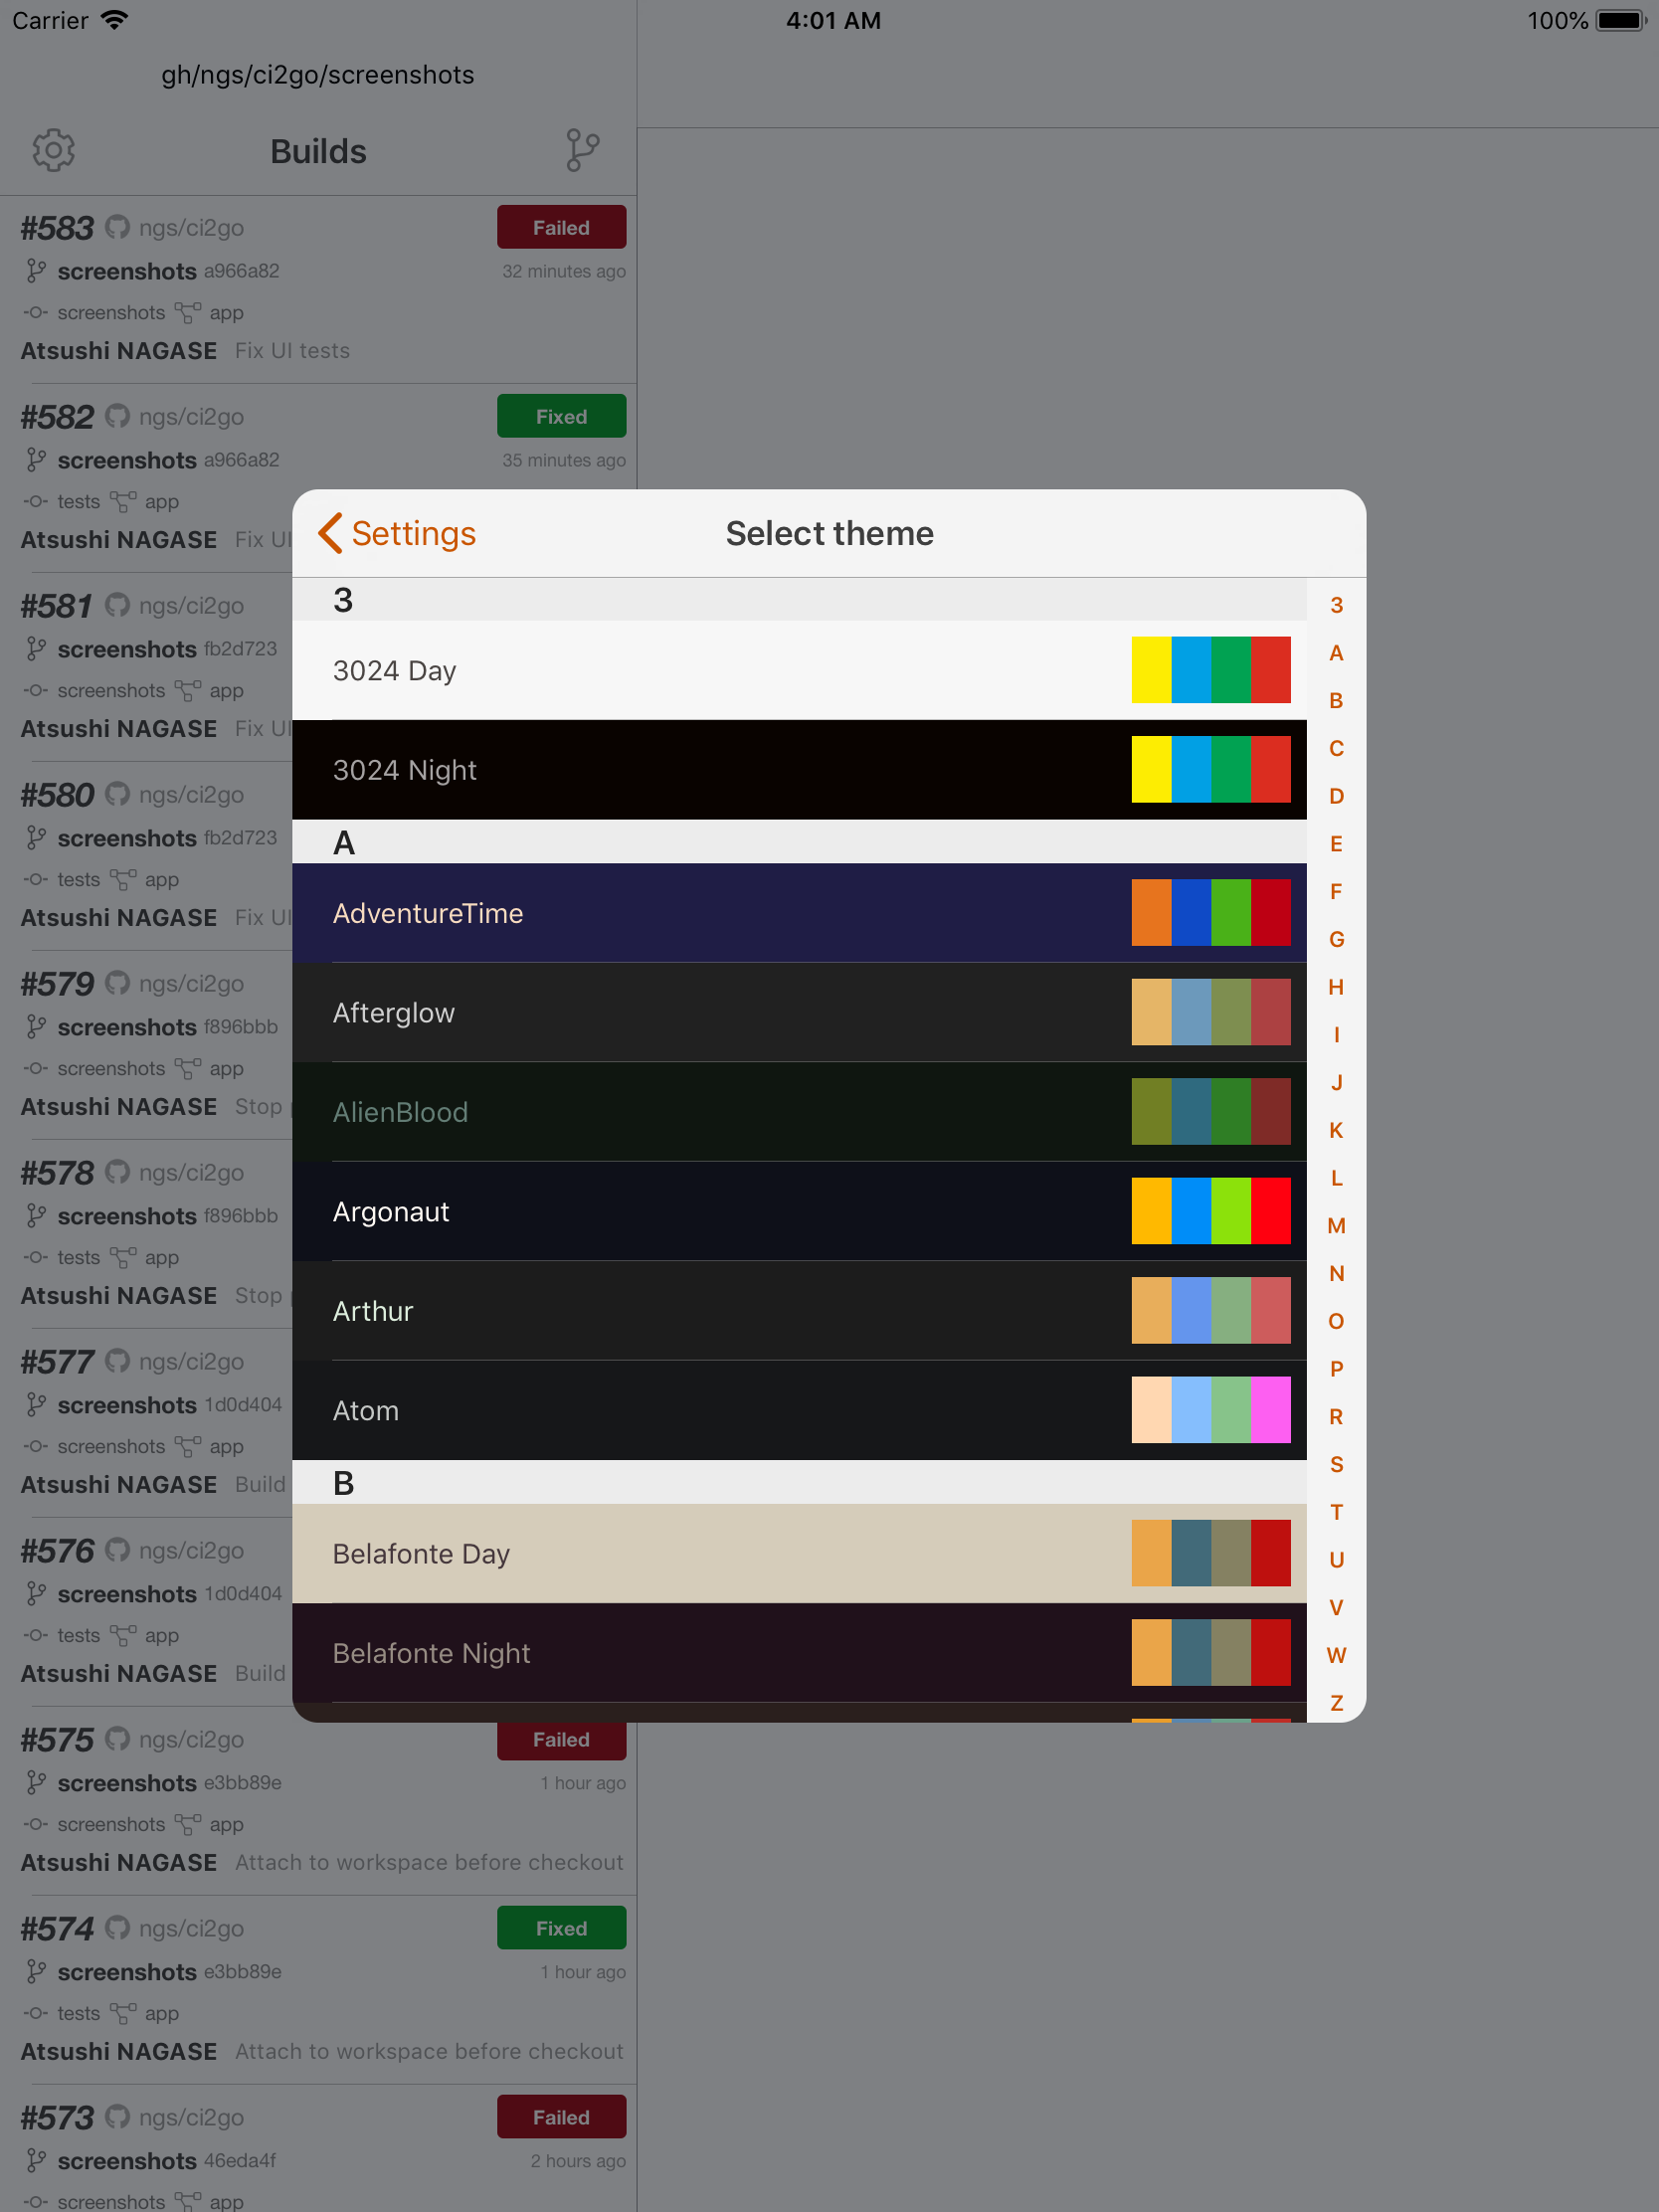 Carrier 4:01 AM 100%
gh/ngs/ci2go/screenshots
Builds
#583 ngs/ci2go Failed
screenshots a966a82 32 minutes ago
screenshots app
Atsushi NAGASE Fix UI tests
#582 ngs/ci2go Fixed
screenshots a966a82 35 minutes ago
tests app
Atsushi NAGASE Fix UI
#581 ngs/ci2go
screenshots fb2d723
screenshots app
Atsushi NAGASE Fix UI
#580 ngs/ci2go
screenshots fb2d723
tests app
Atsushi NAGASE Fix UI
#579 ngs/ci2go
screenshots f896bbb
screenshots app
Atsushi NAGASE Stop
#578 ngs/ci2go
screenshots f896bbb
tests app
Atsushi NAGASE Stop
#577 ngs/ci2go
screenshots 1d0d404
screenshots app
Atsushi NAGASE Build
#576 ngs/ci2go
screenshots 1d0d404
tests app
Atsushi NAGASE Build
#575 ngs/ci2go Failed
screenshots e3bb89e 1 hour ago
screenshots app
Atsushi NAGASE Attach to workspace before checkout
#574 ngs/ci2go Fixed
screenshots e3bb89e 1 hour ago
tests app
Atsushi NAGASE Attach to workspace before checkout
#573 ngs/ci2go Failed
screenshots 46eda4f 2 hours ago
screenshots app
Settings Select theme
3
3024 Day
3024 Night
A
AdventureTime
Afterglow
AlienBlood
Argonaut
Arthur
Atom
B
Belafonte Day
Belafonte Night
3
A
B
C
D
E
F
G
H
I
J
K
L
M
N
O
P
R
S
T
U
V
W
Z